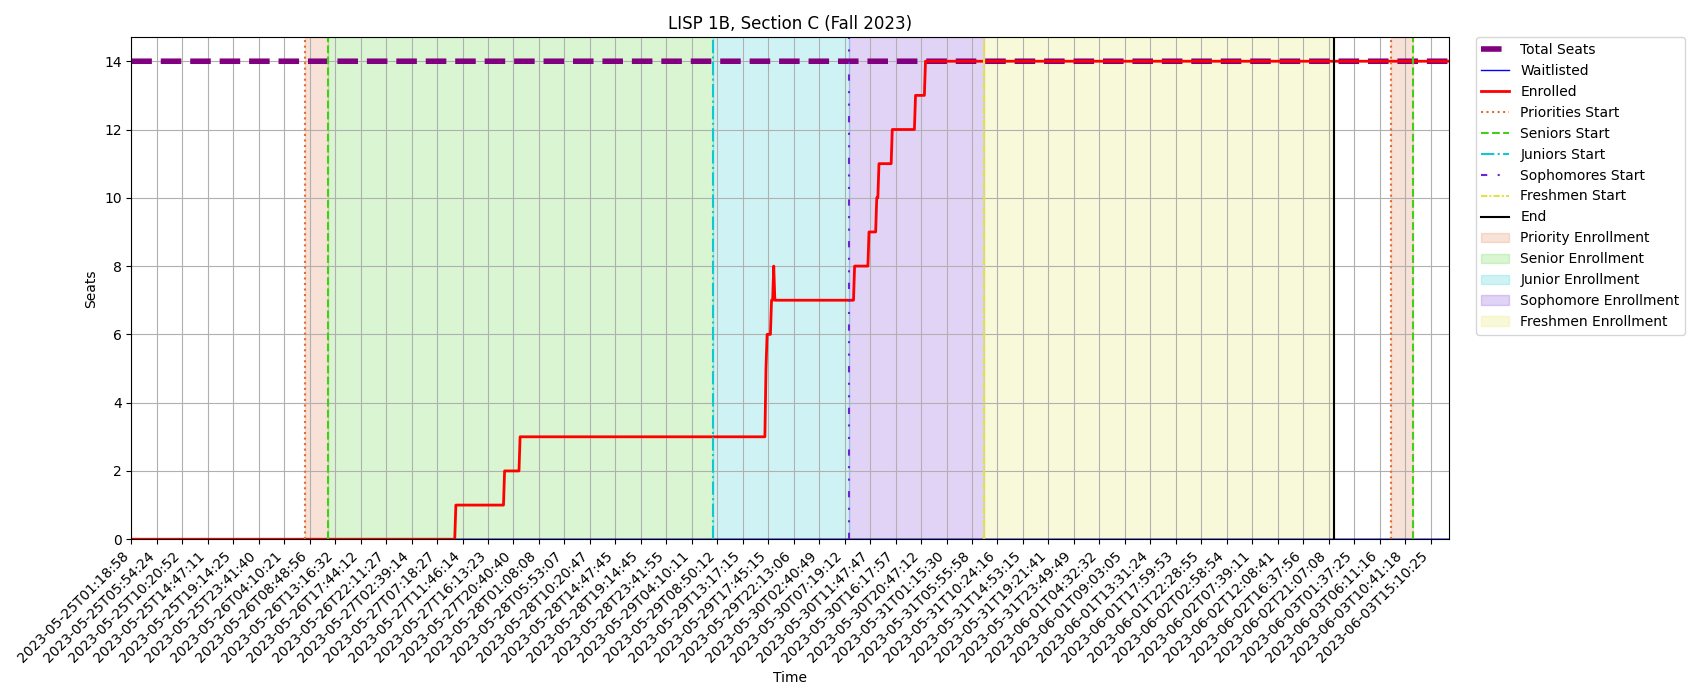 LISP 1B, Section C (Fall 2023)
Total Seats
Waitlisted
Enrolled
Priorities Start
Seniors Start
Juniors Start
Sophomores Start
Freshmen Start
End
Priority Enrollment
Senior Enrollment
Junior Enrollment
Sophomore Enrollment
Freshmen Enrollment
Seats
14
12
10
8
6
4
2
0
2023-05-25T01:18:58
2023-05-25T05:54:24
2023-05-25T10:20:52
2023-05-25T14:47:11
2023-05-25T19:14:25
2023-05-25T23:41:40
2023-05-26T04:10:21
2023-05-26T08:48:56
2023-05-26T13:16:32
2023-05-26T17:44:12
2023-05-26T22:11:27
2023-05-27T02:39:14
2023-05-27T07:18:27
2023-05-27T11:46:14
2023-05-27T16:13:23
2023-05-27T20:40:40
2023-05-28T01:08:08
2023-05-28T05:53:07
2023-05-28T10:20:47
2023-05-28T14:47:45
2023-05-28T19:14:45
2023-05-28T23:41:55
2023-05-29T04:10:11
2023-05-29T08:50:12
2023-05-29T13:17:15
2023-05-29T17:45:15
2023-05-29T22:13:06
2023-05-30T02:40:49
2023-05-30T07:19:12
2023-05-30T11:47:47
2023-05-30T16:17:57
2023-05-30T20:47:12
2023-05-31T01:15:30
2023-05-31T05:55:58
2023-05-31T10:24:16
2023-05-31T14:53:15
2023-05-31T19:21:41
2023-05-31T23:49:49
2023-06-01T04:32:32
2023-06-01T09:03:05
2023-06-01T13:31:24
2023-06-01T17:59:53
2023-06-01T22:28:55
2023-06-02T02:58:54
2023-06-02T07:39:11
2023-06-02T12:08:41
2023-06-02T16:37:56
2023-06-02T21:07:08
2023-06-03T01:37:25
2023-06-03T06:11:16
2023-06-03T10:41:18
2023-06-03T15:10:25
Time